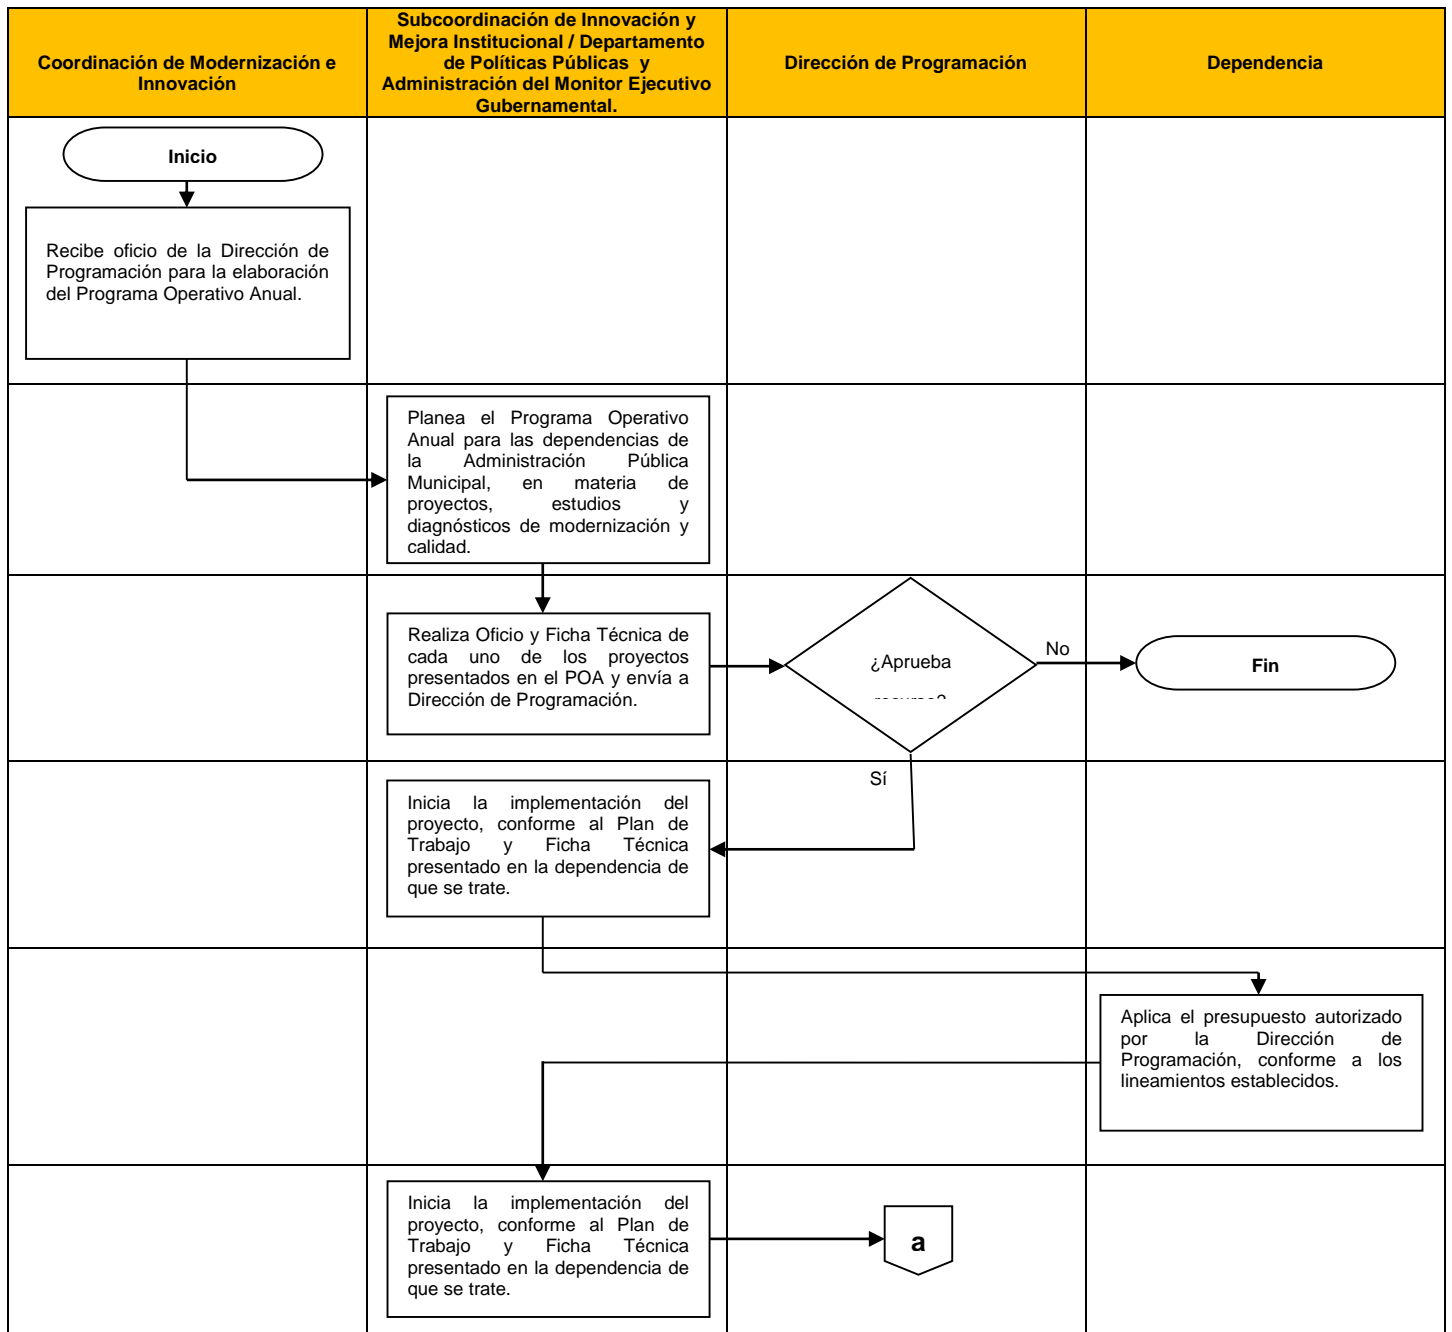 Coordinación de Modernización e
Innovación
Subcoordinación de Innovación y
Mejora Institucional / Departamento
de Políticas Públicas y
Administración del Monitor Ejecutivo
Gubernamental.
Dirección de Programación
Dependencia
Inicio
Recibe oficio de la Dirección de
Programación para la elaboración
del Programa Operativo Anual.
Planea el Programa Operativo
Anual para las dependencias de
la Administración Pública
Municipal, en materia de
proyectos, estudios y
diagnósticos de modernización y
calidad.
Realiza Oficio y Ficha Técnica de
cada uno de los proyectos
presentados en el POA y envía a
Dirección de Programación.
¿Aprueba
No
Fin
Sí
Inicia la implementación del
proyecto, conforme al Plan de
Trabajo y Ficha Técnica
presentado en la dependencia de
que se trate.
Aplica el presupuesto autorizado
por la Dirección de
Programación, conforme a los
lineamientos establecidos.
Inicia la implementación del
proyecto, conforme al Plan de
Trabajo y Ficha Técnica
presentado en la dependencia de
que se trate.
a